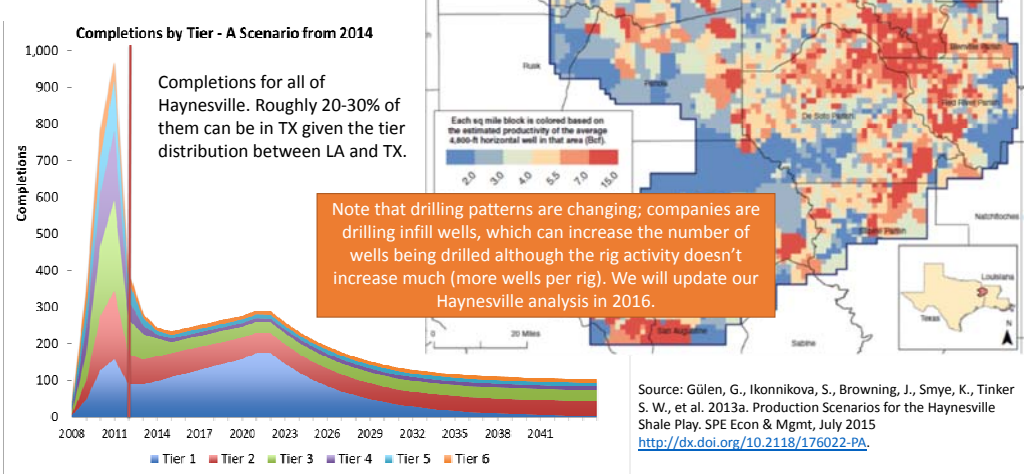 Completions by Tier - A Scenario from 2014
1,000
900
800
700
600
500
400
300
200
100
0
Completions
2008
2011
2014
2017
2020
2023
2026
2029
2032
2035
2038
2041
Tier 1
Tier 2
Tier 3
Tier 4
Tier 5
Tier 6
Completions for all of
Haynesville. Roughly 20-30% of
them can be in TX given the tier
distribution between LA and TX.
Rusk
Panola
De Soto Parish
Bienville Parish
Red River Parish
Natchitoches
Sabine Parish
San Augustine
Sabine
Each sq mile block is colored based on
the estimated productivity of the average
4,800-ft horizontal well in that area (Bcf).
2.0
3.0
4.0
5.5
7.0
15.0
Note that drilling patterns are changing; companies are
drilling infill wells, which can increase the number of
wells being drilled although the rig activity doesn't
increase much (more wells per rig). We will update our
Haynesville analysis in 2016.
0
20 Miles
Louisiana
Texas
N
Source: Gülen, G., Ikonnikova, S., Browning, J., Smye, K., Tinker
S. W., et al. 2013a. Production Scenarios for the Haynesville
Shale Play. SPE Econ & Mgmt, July 2015
http://dx.doi.org/10.2118/176022-PA.